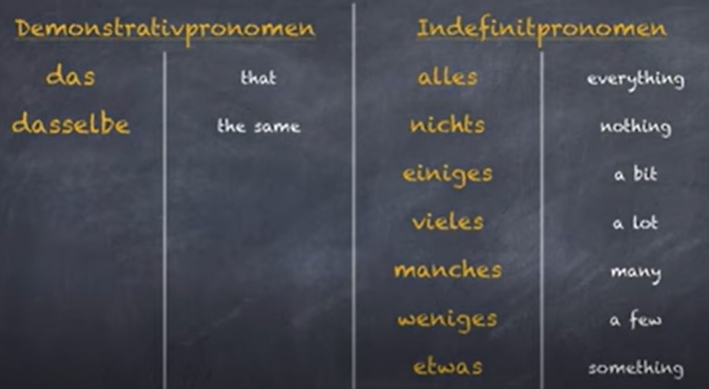 Demonstrativpronomen Indefinitpronomen
das that alles everything
dasselbe the same nichts nothing
einiges a bit
vieles a lot
manches many
weniges a few
etwas something